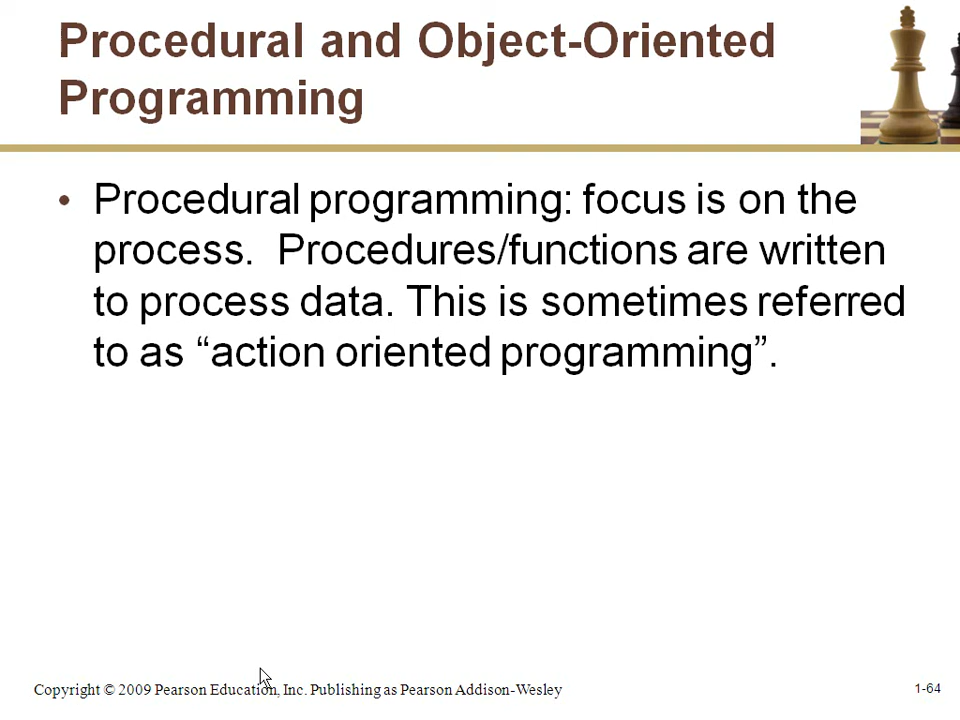 Procedural and Object-Oriented
Programming
• Procedural programming: focus is on the
process.  Procedures/functions are written
to process data. This is sometimes referred
to as “action oriented programming”.
Copyright © 2009 Pearson Education, Inc. Publishing as Pearson Addison-Wesley
1-64